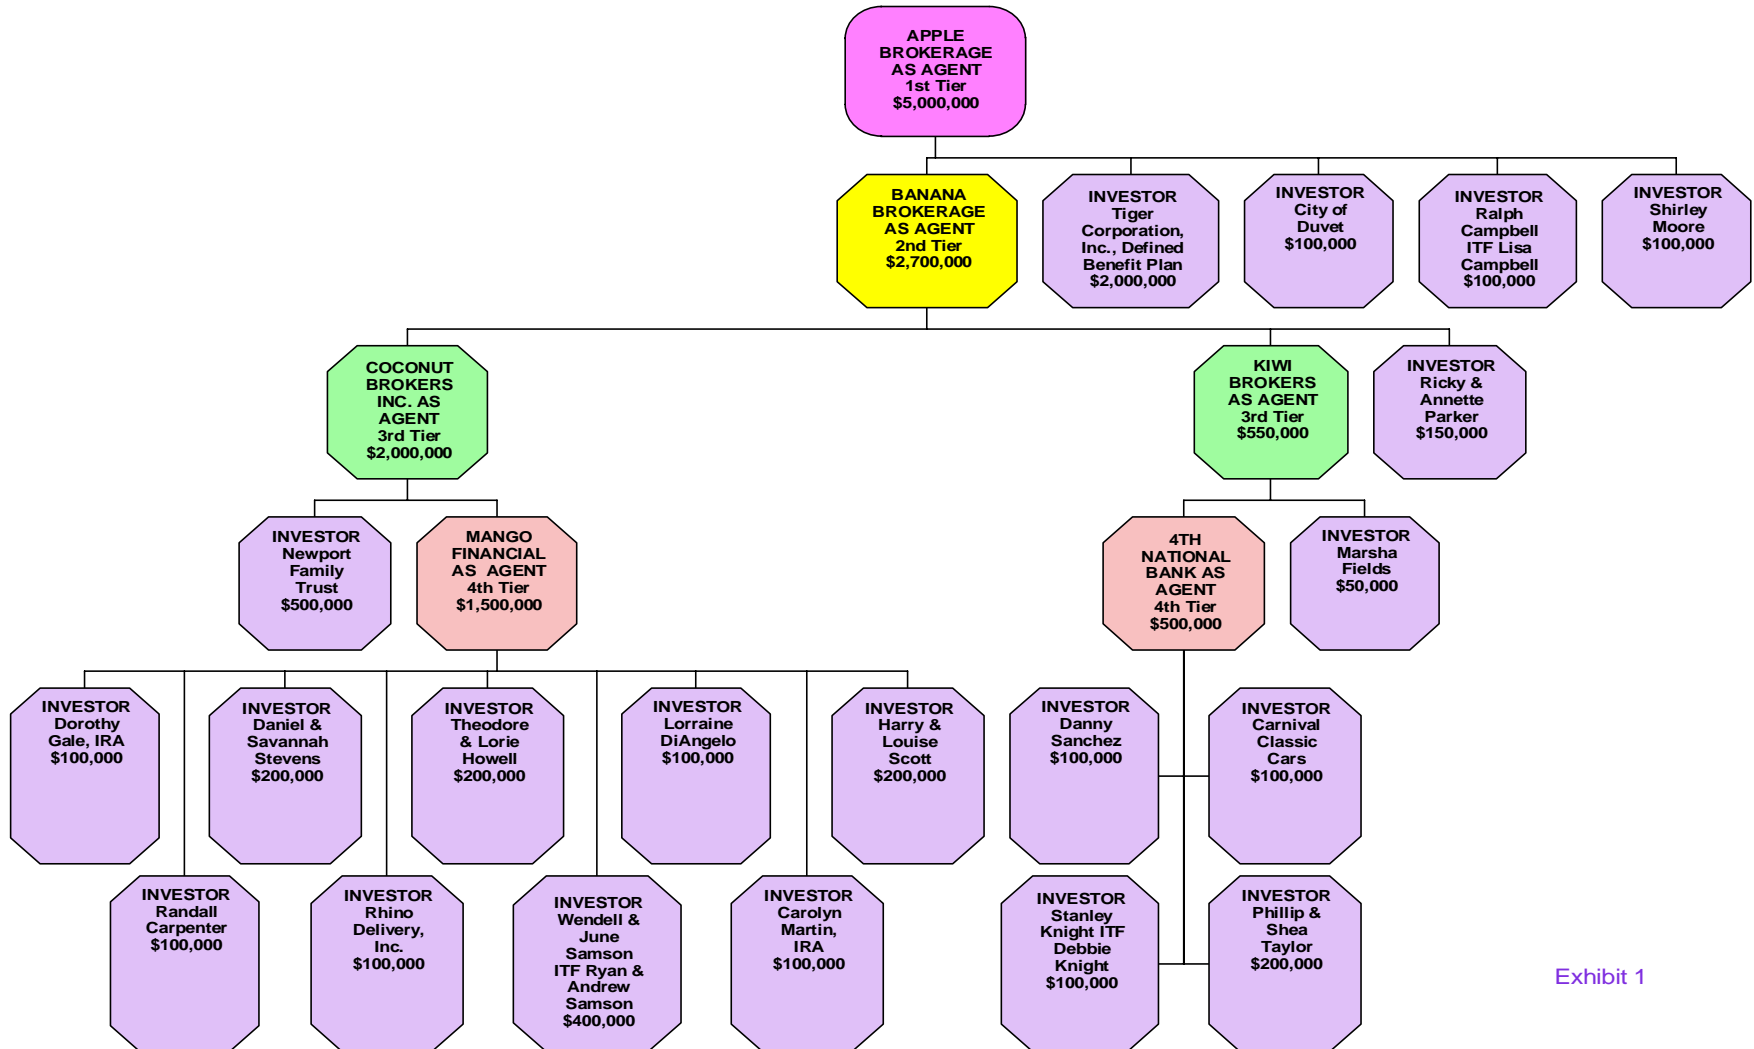 APPLE
BROKERAGE
AS AGENT
1st Tier
$5,000,000
BANANA
BROKERAGE
AS AGENT
2nd Tier
$2,700,000
INVESTOR
Tiger
Corporation,
Inc., Defined
Benefit Plan
$2,000,000
INVESTOR
City of
Duvet
$100,000
INVESTOR
Ralph
Campbell
ITF Lisa
Campbell
$100,000
INVESTOR
Shirley
Moore
$100,000
COCONUT
BROKERS
INC. AS
AGENT
3rd Tier
$2,000,000
KIWI
BROKERS
AS AGENT
3rd Tier
$550,000
INVESTOR
Ricky &
Annette
Parker
$150,000
INVESTOR
Newport
Family
Trust
$500,000
MANGO
FINANCIAL
AS AGENT
4th Tier
$1,500,000
4TH
NATIONAL
BANK AS
AGENT
4th Tier
$500,000
INVESTOR
Marsha
Fields
$50,000
INVESTOR
Dorothy
Gale, IRA
$100,000
INVESTOR
Daniel &
Savannah
Stevens
$200,000
INVESTOR
Theodore
& Lorie
Howell
$200,000
INVESTOR
Lorraine
DiAngelo
$100,000
INVESTOR
Harry &
Louise
Scott
$200,000
INVESTOR
Danny
Sanchez
$100,000
INVESTOR
Carnival
Classic
Cars
$100,000
INVESTOR
Randall
Carpenter
$100,000
INVESTOR
Rhino
Delivery,
Inc.
$100,000
INVESTOR
Wendell &
June
Samson
ITF Ryan &
Andrew
Samson
$400,000
INVESTOR
Carolyn
Martin,
IRA
$100,000
INVESTOR
Stanley
Knight ITF
Debbie
Knight
$100,000
INVESTOR
Phillip &
Shea
Taylor
$200,000
Exhibit 1